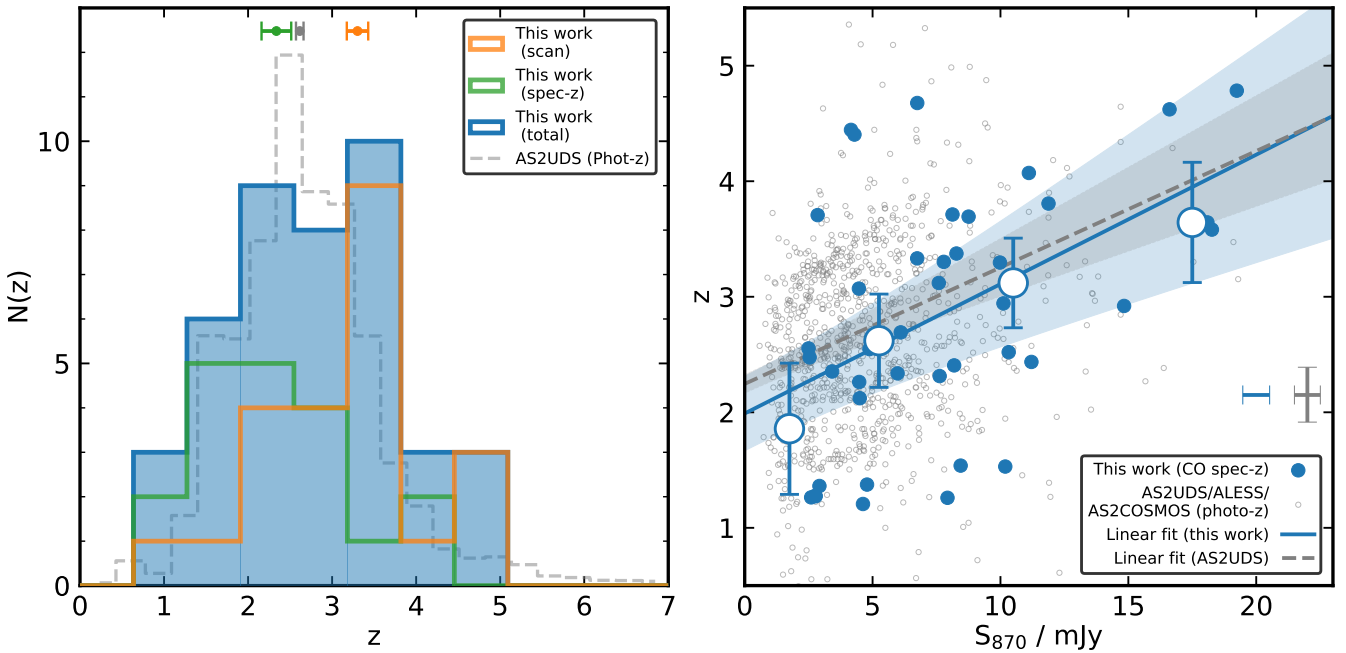 This work
(scan)
This work
(spec-z)
This work
(total)
AS2UDS (Phot-z)
N(z)
10
5
0
0 1 2 3 4 5 6 7
z
z
5
4
3
2
1
This work (CO spec-z)
AS2UDS/ALESS/
AS2COSMOS (photo-z)
Linear fit (this work)
Linear fit (AS2UDS)
0 5 10 15 20
S870 / mJy